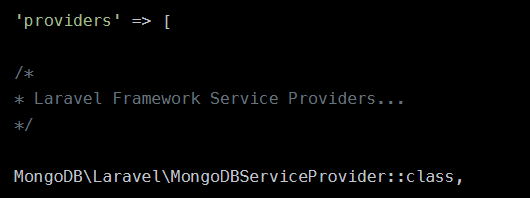 'providers' => [
/*
* Laravel Framework Service Providers...
*/
MongoDB\Laravel\MongoDBServiceProvider::class,